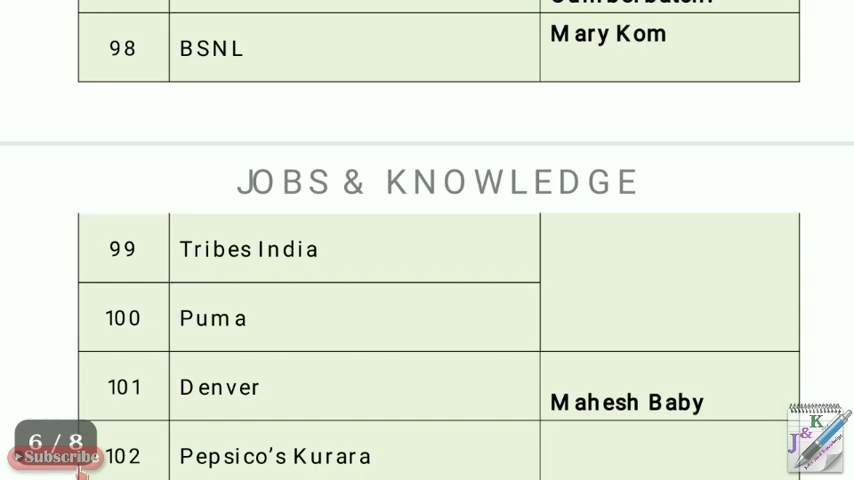 98 BSNL Mary Kom
JOBS & KNOWLEDGE
99 Tribes India
100 Puma
101 Denver Mahesh Baby
102 Pepsico's Kurara
6 / 8
Subscribe
J&K